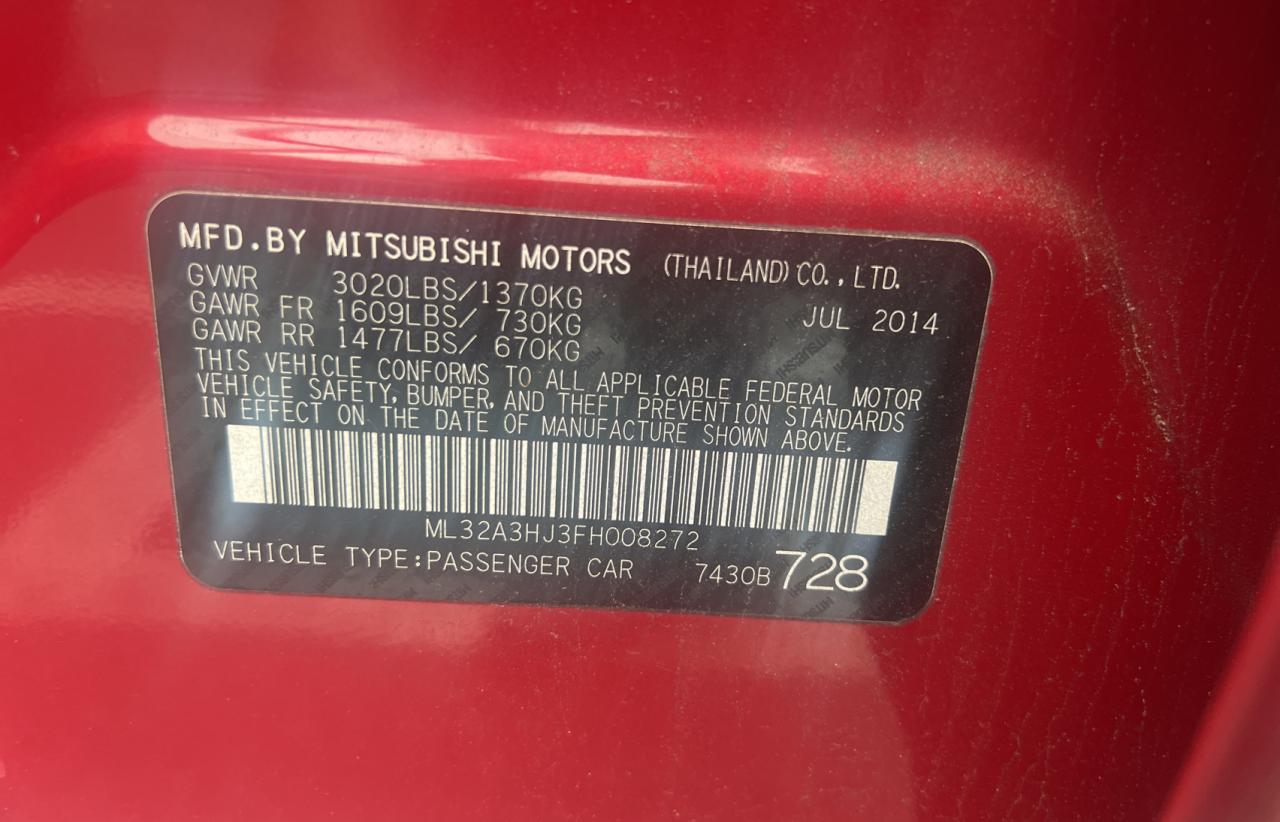 MFD.BY MITSUBISHI MOTORS (THAILAND) CO., LTD.
GVWR 3020LBS/1370KG
GAWR FR 1609LBS/ 730KG JUL 2014
GAWR RR 1477LBS/ 670KG
THIS VEHICLE CONFORMS TO ALL APPLICABLE FEDERAL MOTOR
VEHICLE SAFETY, BUMPER, AND THEFT PREVENTION STANDARDS
IN EFFECT ON THE DATE OF MANUFACTURE SHOWN ABOVE.
ML32A3HJ3FH008272
VEHICLE TYPE:PASSENGER CAR 7430B 728